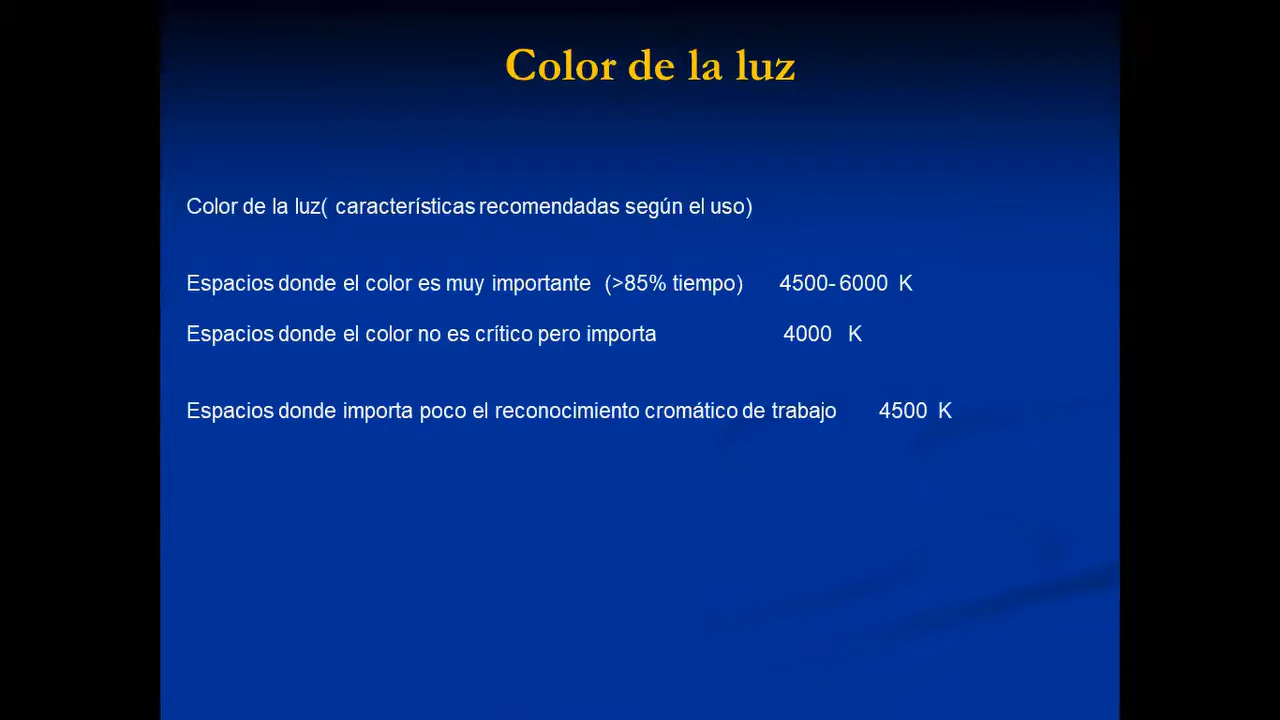 Color de la luz
Color de la luz( características recomendadas según el uso)
Espacios donde el color es muy importante (>85% tiempo) 4500- 6000 K
Espacios donde el color no es crítico pero importa 4000 K
Espacios donde importa poco el reconocimiento cromático de trabajo 4500 K